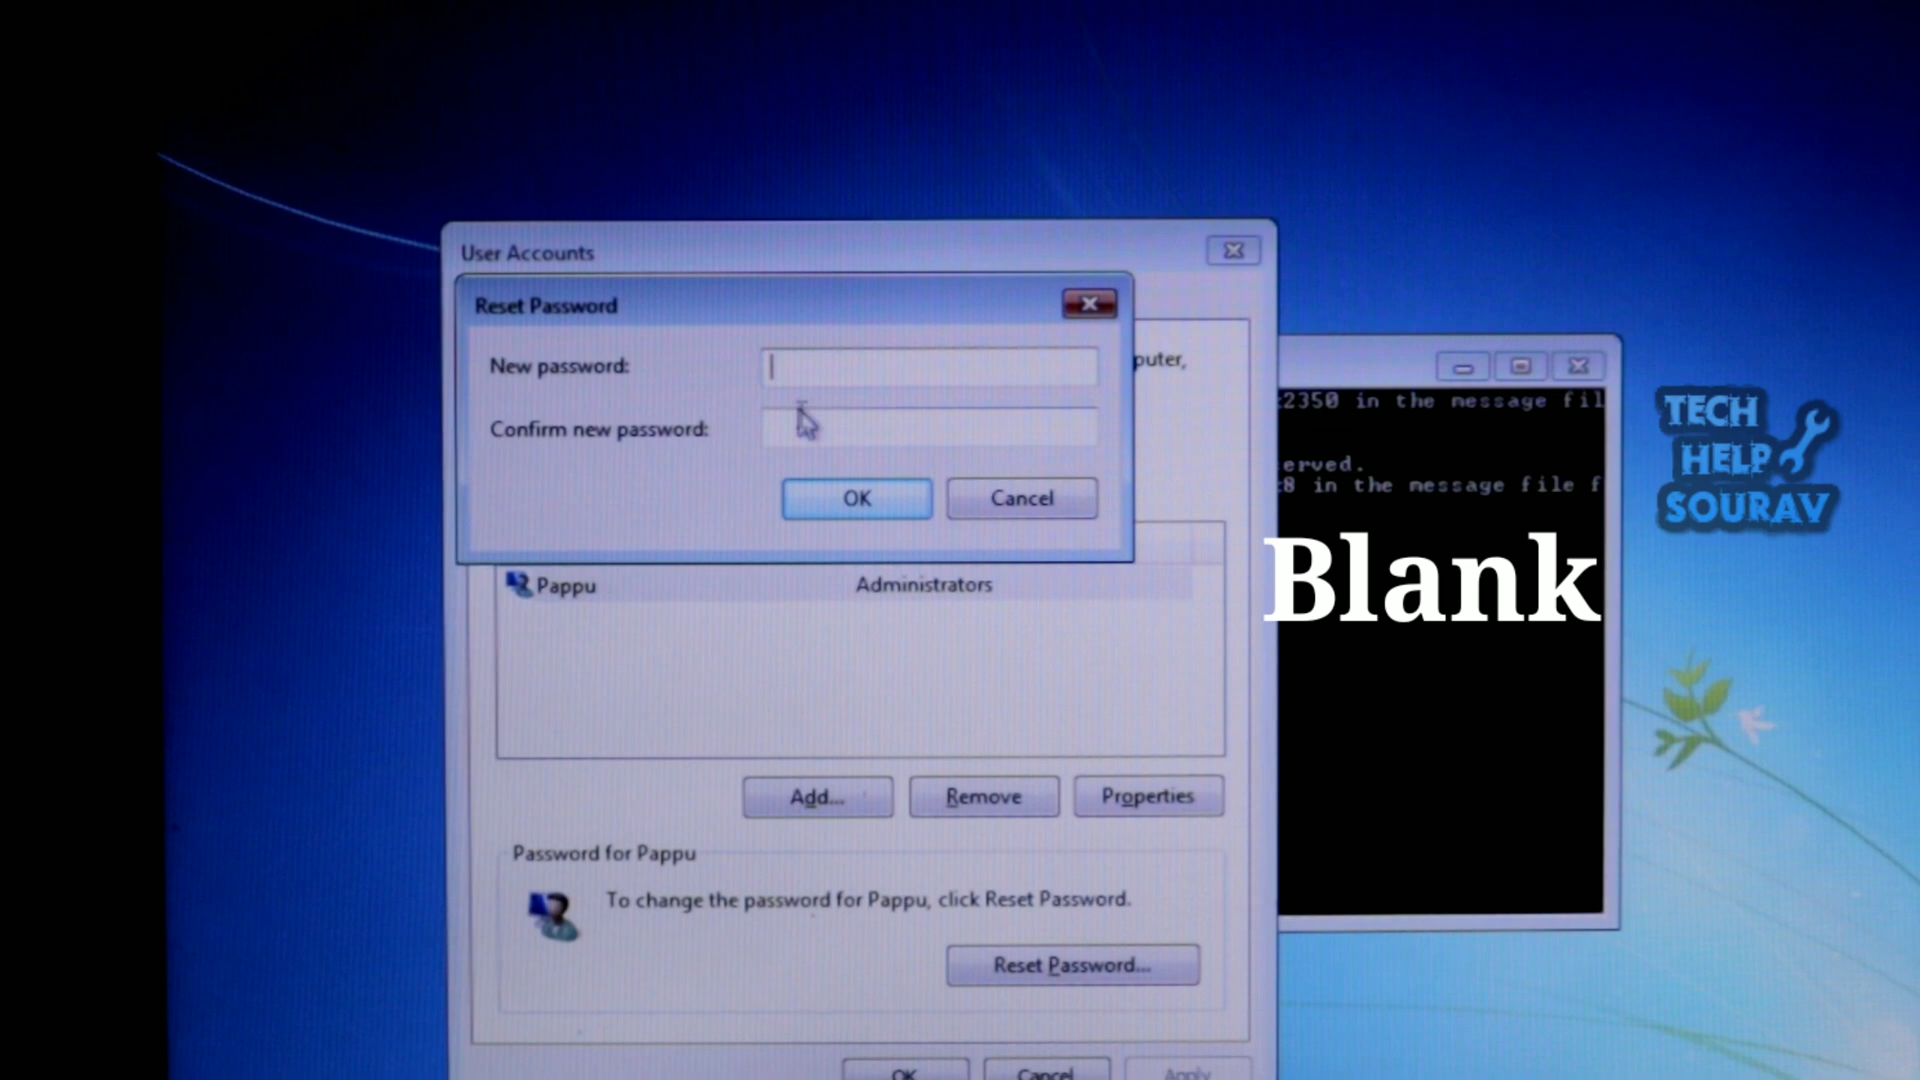 User Accounts
Reset Password
New password:
puter,
Confirm new password:
OK
Cancel
2350 in the message fil
erved.
8 in the message file f
TECH
HELP
SOURAV
Blank
Pappu
Administrators
Add...
Remove
Properties
Password for Pappu
To change the password for Pappu, click Reset Password.
Reset Password...
OK
Cancel
Apply